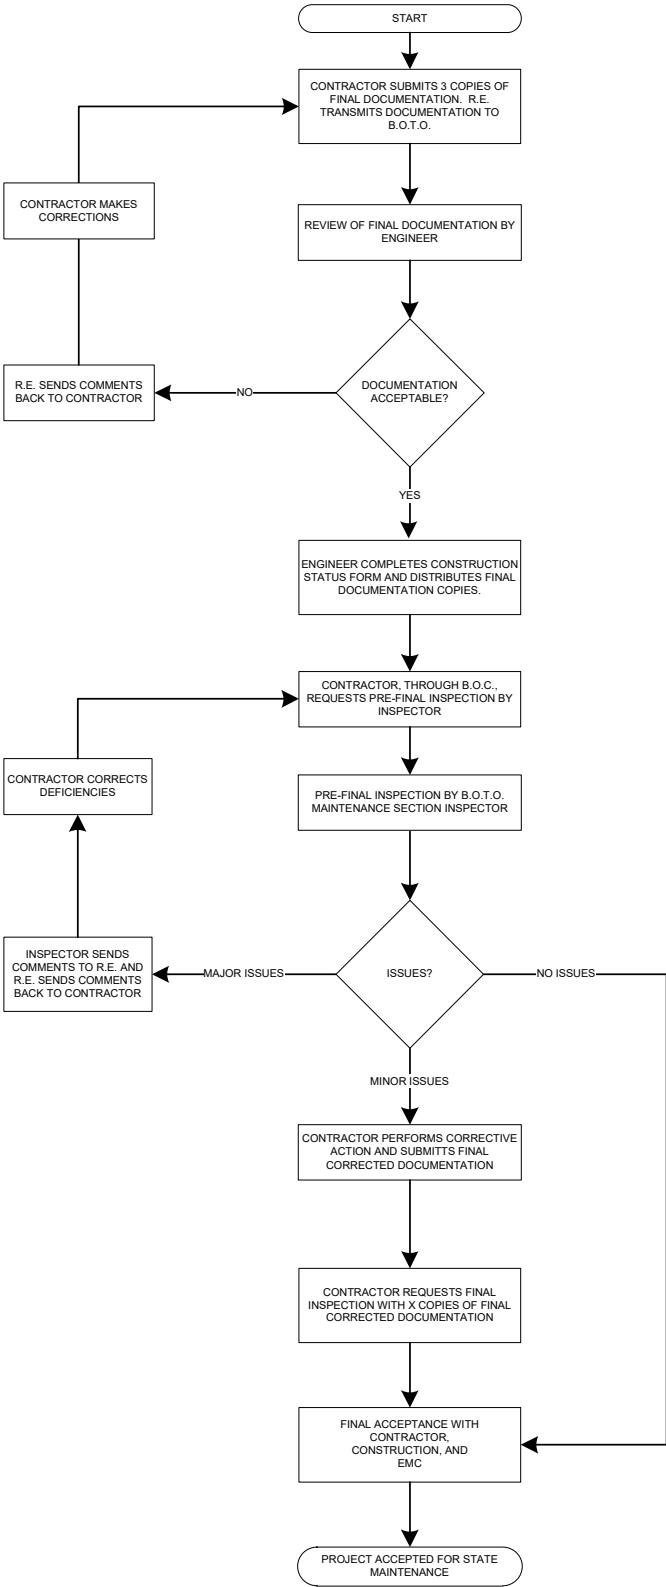 START
CONTRACTOR SUBMITS 3 COPIES OF
FINAL DOCUMENTATION. R.E.
TRANSMITS DOCUMENTATION TO
B.O.T.O.
CONTRACTOR MAKES
CORRECTIONS
REVIEW OF FINAL DOCUMENTATION BY
ENGINEER
R.E. SENDS COMMENTS
BACK TO CONTRACTOR
NO
DOCUMENTATION
ACCEPTABLE?
YES
ENGINEER COMPLETES CONSTRUCTION
STATUS FORM AND DISTRIBUTES FINAL
DOCUMENTATION COPIES.
CONTRACTOR, THROUGH B.O.C.,
REQUESTS PRE-FINAL INSPECTION BY
INSPECTOR
CONTRACTOR CORRECTS
DEFICIENCIES
PRE-FINAL INSPECTION BY B.O.T.O.
MAINTENANCE SECTION INSPECTOR
INSPECTOR SENDS
COMMENTS TO R.E. AND
R.E. SENDS COMMENTS
BACK TO CONTRACTOR
MAJOR ISSUES
ISSUES?
NO ISSUES
MINOR ISSUES
CONTRACTOR PERFORMS CORRECTIVE
ACTION AND SUBMITTS FINAL
CORRECTED DOCUMENTATION
CONTRACTOR REQUESTS FINAL
INSPECTION WITH X COPIES OF FINAL
CORRECTED DOCUMENTATION
FINAL ACCEPTANCE WITH
CONTRACTOR,
CONSTRUCTION, AND
EMC
PROJECT ACCEPTED FOR STATE
MAINTENANCE